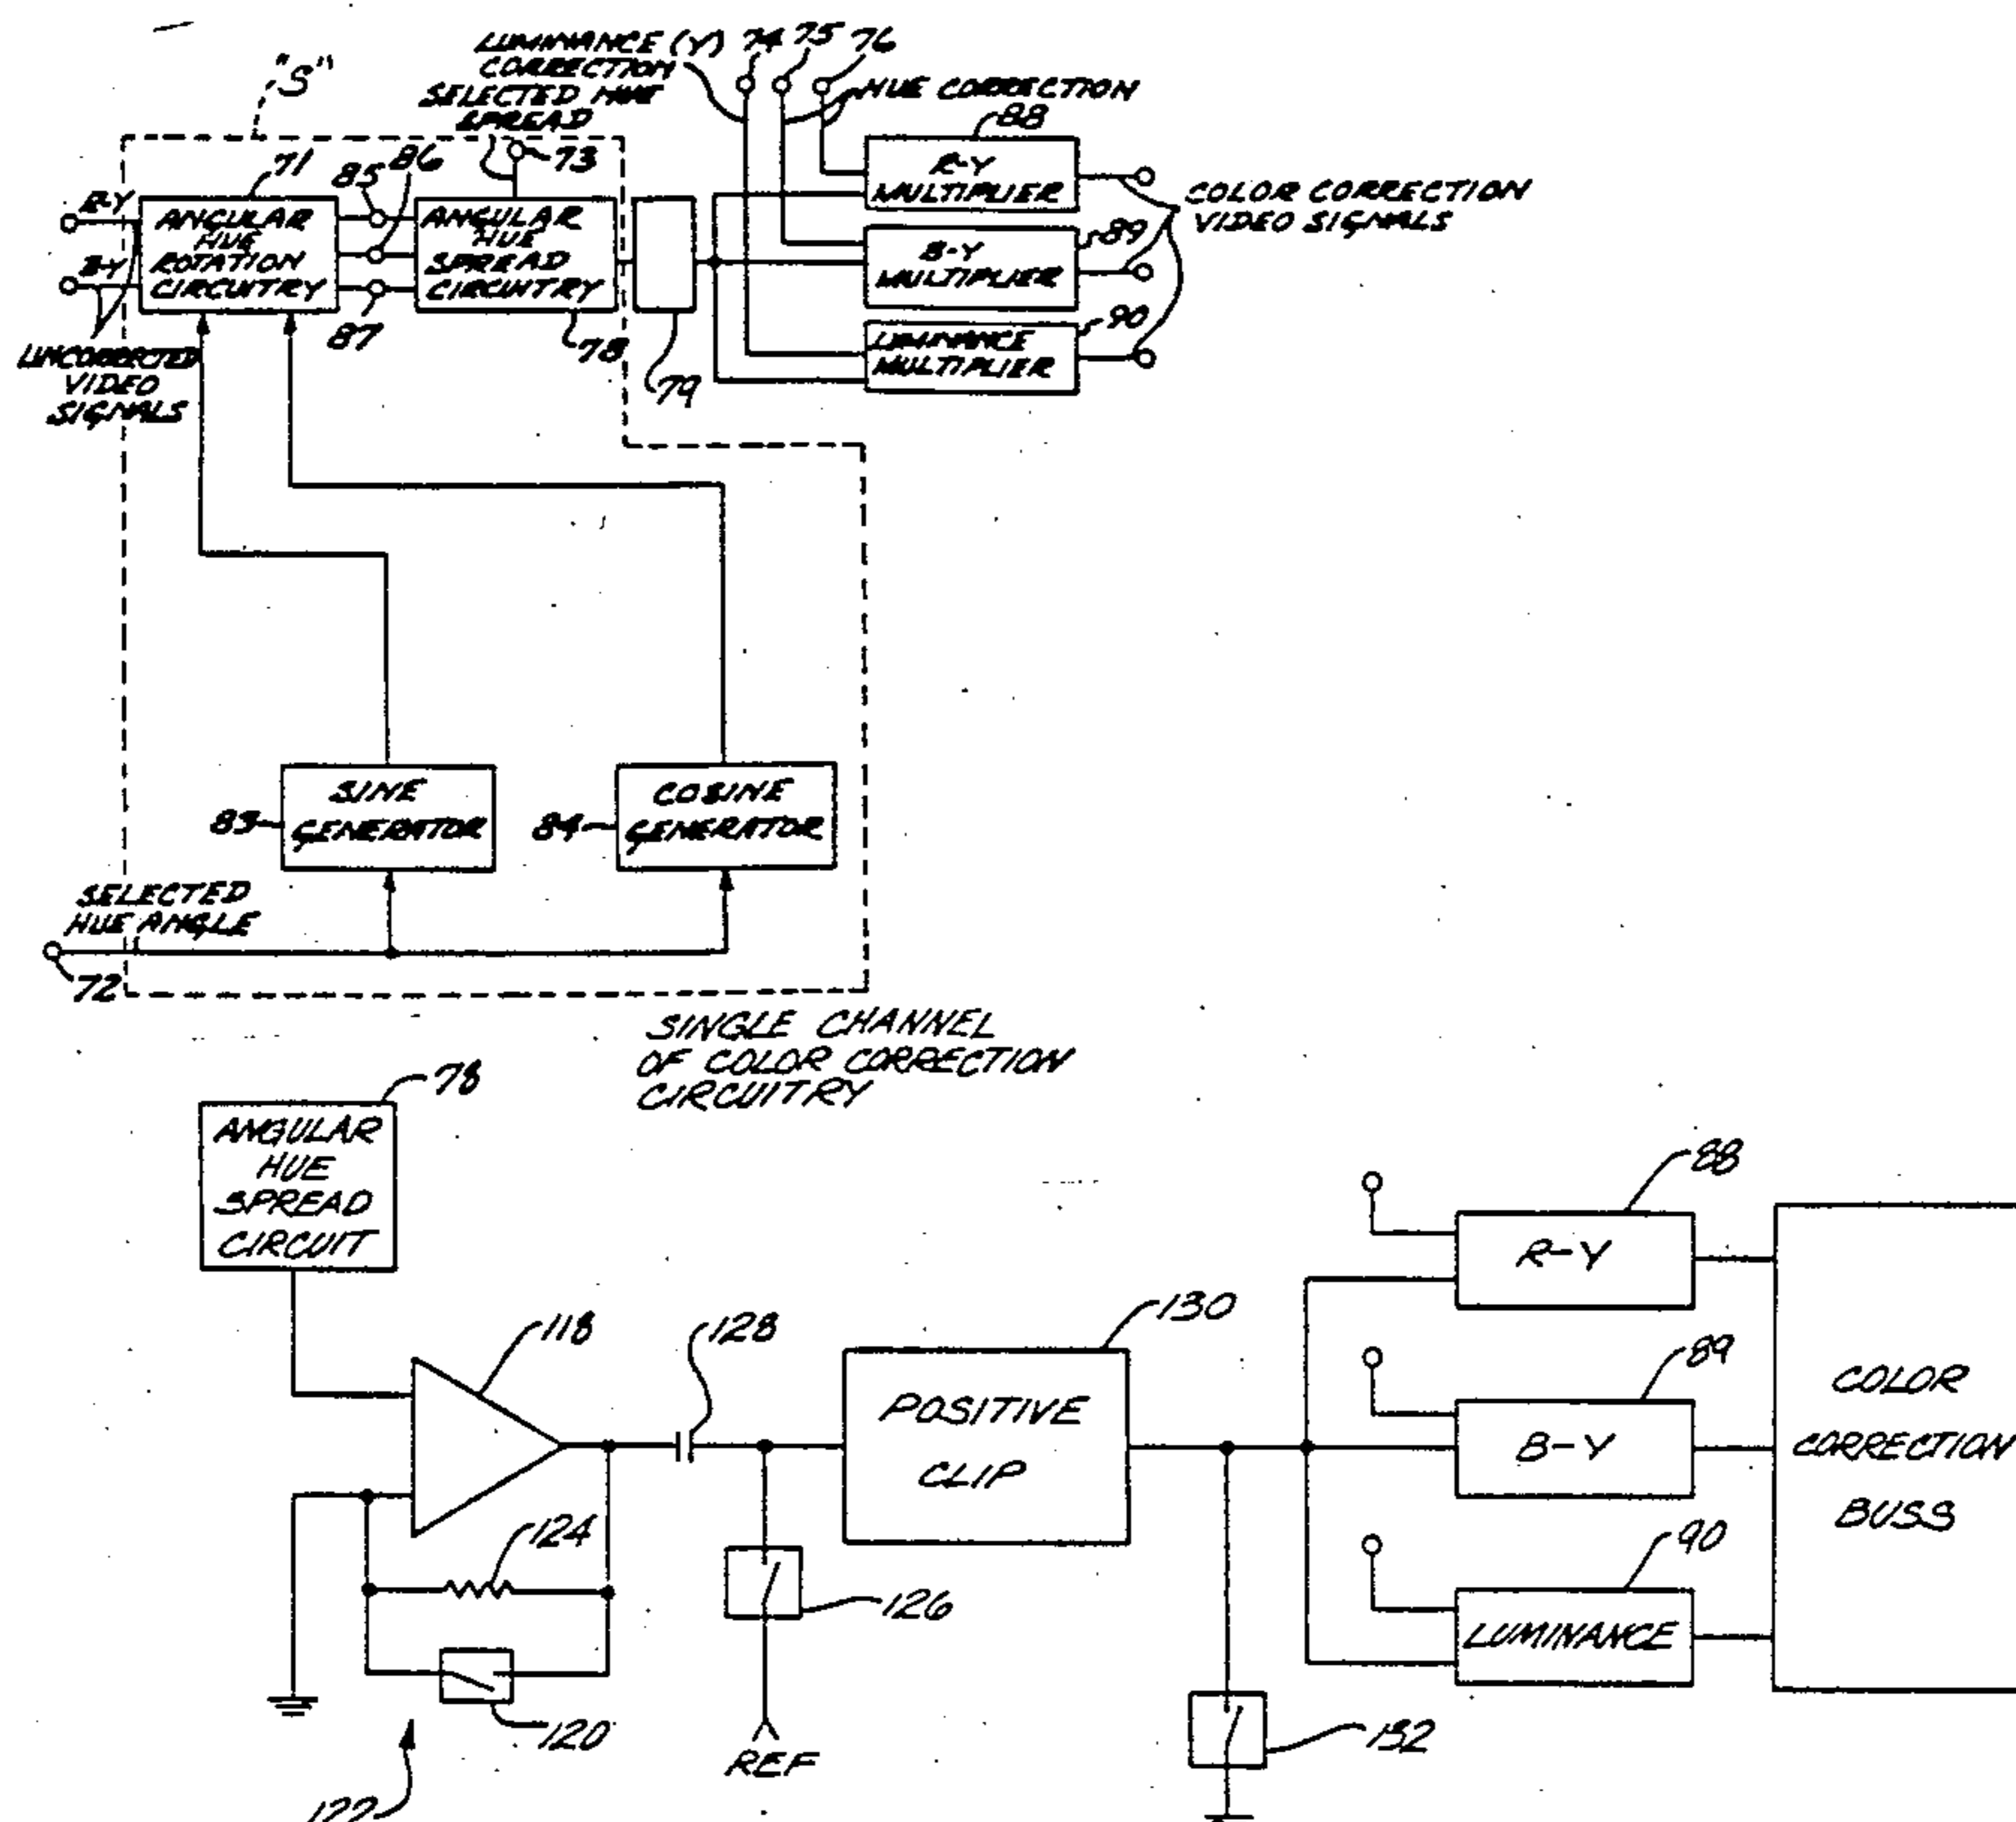 "S"
LUMINANCE (Y)
CORRECTION
74 75 76
SELECTED HUE
SPREAD
HUE CORRECTION
88
71
85
86
73
R-Y
B-Y
ANGULAR
HUE
ROTATION
CIRCUITRY
ANGULAR
HUE
SPREAD
CIRCUITRY
R-Y
MULTIPLIER
COLOR CORRECTION
VIDEO SIGNALS
89
B-Y
MULTIPLIER
87
78
79
90
LUMINANCE
MULTIPLIER
UNCORRECTED
VIDEO
SIGNALS
83
SINE
GENERATOR
84
COSINE
GENERATOR
SELECTED
HUE ANGLE
72
SINGLE CHANNEL
OF COLOR CORRECTION
CIRCUITRY
78
ANGULAR
HUE
SPREAD
CIRCUIT
118
128
130
POSITIVE
CLIP
88
R-Y
89
B-Y
90
LUMINANCE
COLOR
CORRECTION
BUSS
124
126
120
REF
132
122